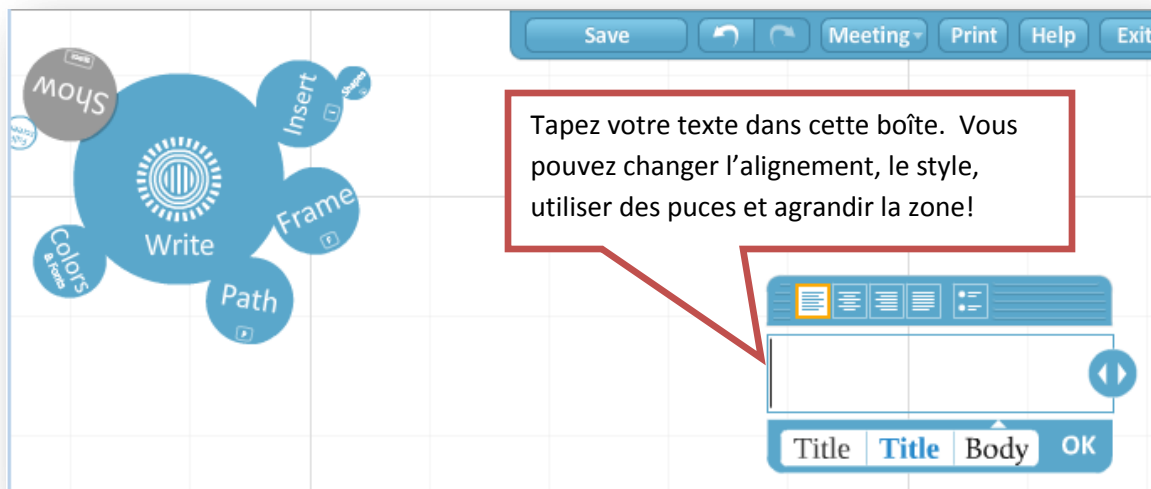 Save
Meeting
Print
Help
Exit
Show
Insert
Shapes
Frame
F
Write
Colors
& Fonts
Path
P
Tapez votre texte dans cette boîte. Vous
pouvez changer l’alignement, le style,
utiliser des puces et agrandir la zone!
Title
Title
Body
OK